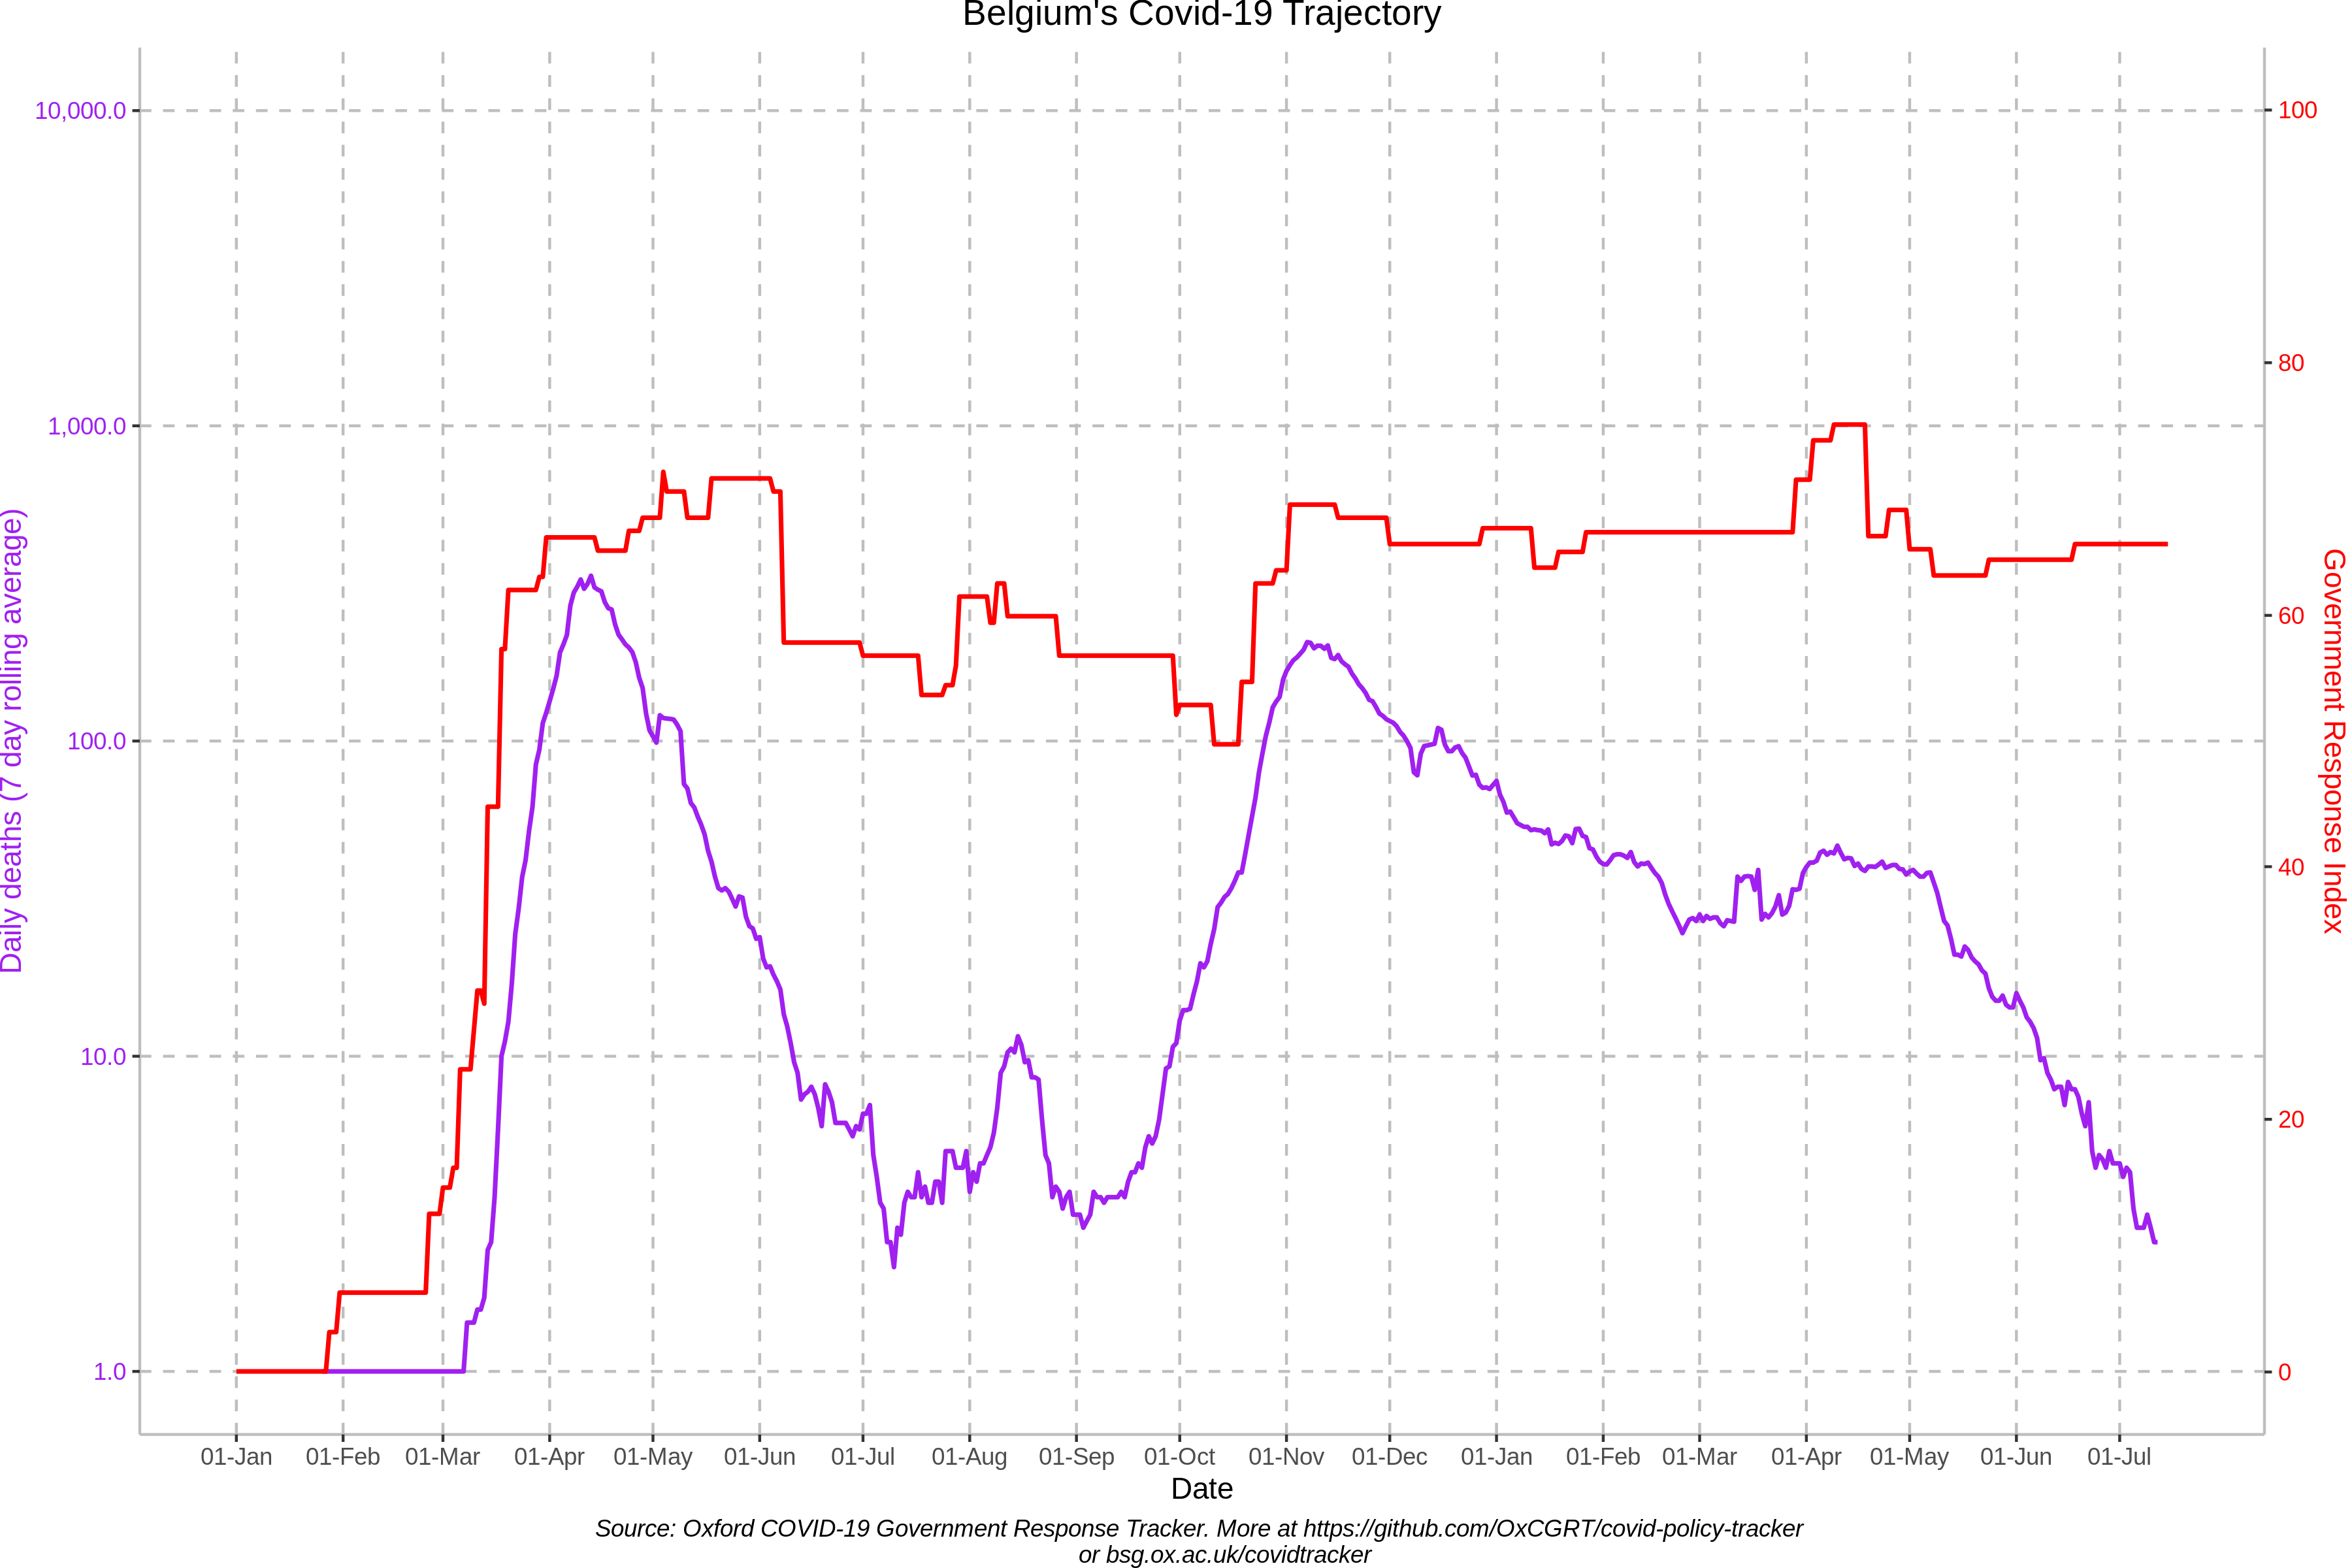 Belgium's Covid-19 Trajectory
10,000.0
1,000.0
100.0
10.0
1.0
Daily deaths (7 day rolling average)
100
80
60
40
20
0
Government Response Index
01-Jan 01-Feb 01-Mar 01-Apr 01-May 01-Jun 01-Jul 01-Aug 01-Sep 01-Oct 01-Nov 01-Dec 01-Jan 01-Feb 01-Mar 01-Apr 01-May 01-Jun 01-Jul
Date
Source: Oxford COVID-19 Government Response Tracker. More at https://github.com/OxCGRT/covid-policy-tracker
or bsg.ox.ac.uk/covidtracker